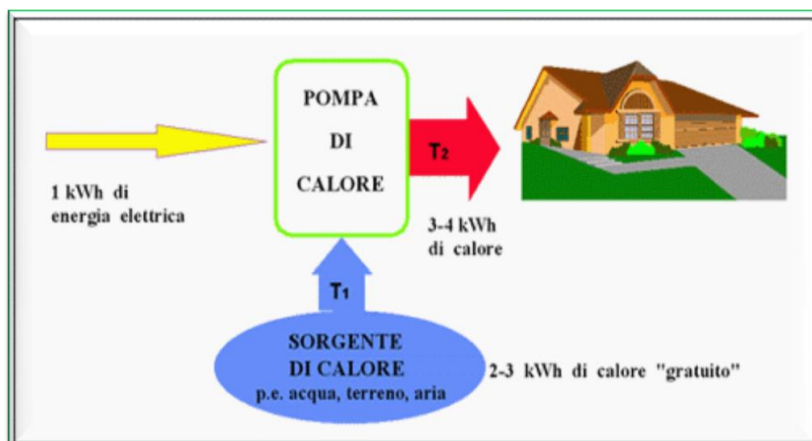 POMPA
DI
CALORE
T2
1 kWh di
energia elettrica
3-4 kWh
di calore
T1
SORGENTE
DI CALORE
p.e. acqua, terreno, aria
2-3 kWh di calore "gratuito"